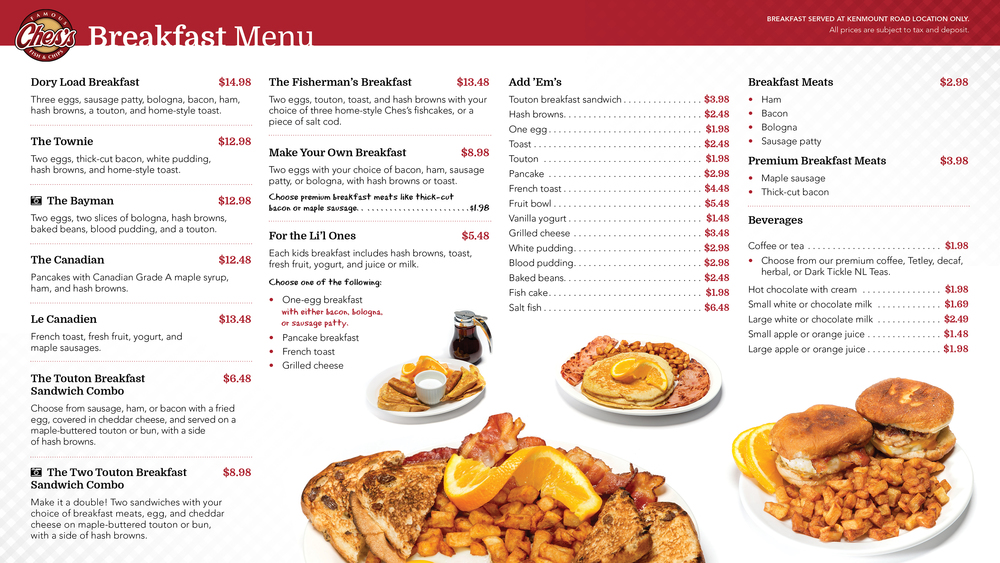 FAMOUS
Ches's
FISH & CHIPS
Breakfast Menu
BREAKFAST SERVED AT KENMOUNT ROAD LOCATION ONLY.
All prices are subject to tax and deposit.
Dory Load Breakfast $14.98
Three eggs, sausage patty, bologna, bacon, ham,
hash browns, a touton, and home-style toast.
The Townie $12.98
Two eggs, thick-cut bacon, white pudding,
hash browns, and home-style toast.
The Bayman $12.98
Two eggs, two slices of bologna, hash browns,
baked beans, blood pudding, and a touton.
The Canadian $12.48
Pancakes with Canadian Grade A maple syrup,
ham, and hash browns.
Le Canadien $13.48
French toast, fresh fruit, yogurt, and
maple sausages.
The Touton Breakfast $6.48
Sandwich Combo
Choose from sausage, ham, or bacon with a fried
egg, covered in cheddar cheese, and served on a
maple-buttered touton or bun, with a side
of hash browns.
The Two Touton Breakfast $8.98
Sandwich Combo
Make it a double! Two sandwiches with your
choice of breakfast meats, egg, and cheddar
cheese on maple-buttered touton or bun,
with a side of hash browns.
The Fisherman's Breakfast $13.48
Two eggs, touton, toast, and hash browns with your
choice of three home-style Ches's fishcakes, or a
piece of salt cod.
Make Your Own Breakfast $8.98
Two eggs with your choice of bacon, ham, sausage
patty, or bologna, with hash browns or toast.
Choose premium breakfast meats like thick-cut
bacon or maple sausage. . . . . . . . . . . . . . . . . . . . . . . . $1.98
For the Li'l Ones $5.48
Each kids breakfast includes hash browns, toast,
fresh fruit, yogurt, and juice or milk.
Choose one of the following:
• One-egg breakfast
with either bacon, bologna,
or sausage patty.
• Pancake breakfast
• French toast
• Grilled cheese
Add 'Em's
Touton breakfast sandwich . . . . . . . . . . . . . . . $3.98
Hash browns. . . . . . . . . . . . . . . . . . . . . . . . . . $2.48
One egg . . . . . . . . . . . . . . . . . . . . . . . . . . . . . $1.98
Toast . . . . . . . . . . . . . . . . . . . . . . . . . . . . . . . . $2.48
Touton . . . . . . . . . . . . . . . . . . . . . . . . . . . . . . $1.98
Pancake . . . . . . . . . . . . . . . . . . . . . . . . . . . . . $2.98
French toast . . . . . . . . . . . . . . . . . . . . . . . . . . $4.48
Fruit bowl . . . . . . . . . . . . . . . . . . . . . . . . . . . . $5.48
Vanilla yogurt . . . . . . . . . . . . . . . . . . . . . . . . . $1.48
Grilled cheese . . . . . . . . . . . . . . . . . . . . . . . . $3.48
White pudding. . . . . . . . . . . . . . . . . . . . . . . . $2.98
Blood pudding. . . . . . . . . . . . . . . . . . . . . . . . $2.98
Baked beans. . . . . . . . . . . . . . . . . . . . . . . . . . $2.48
Fish cake. . . . . . . . . . . . . . . . . . . . . . . . . . . . . $1.98
Salt fish . . . . . . . . . . . . . . . . . . . . . . . . . . . . . . $6.48
Breakfast Meats $2.98
• Ham
• Bacon
• Bologna
• Sausage patty
Premium Breakfast Meats $3.98
• Maple sausage
• Thick-cut bacon
Beverages
Coffee or tea . . . . . . . . . . . . . . . . . . . . . . . . . $1.98
• Choose from our premium coffee, Tetley, decaf,
herbal, or Dark Tickle NL Teas.
Hot chocolate with cream . . . . . . . . . . . . . . . $1.98
Small white or chocolate milk . . . . . . . . . . . . $1.69
Large white or chocolate milk . . . . . . . . . . . . $2.49
Small apple or orange juice . . . . . . . . . . . . . . $1.48
Large apple or orange juice . . . . . . . . . . . . . . $1.98